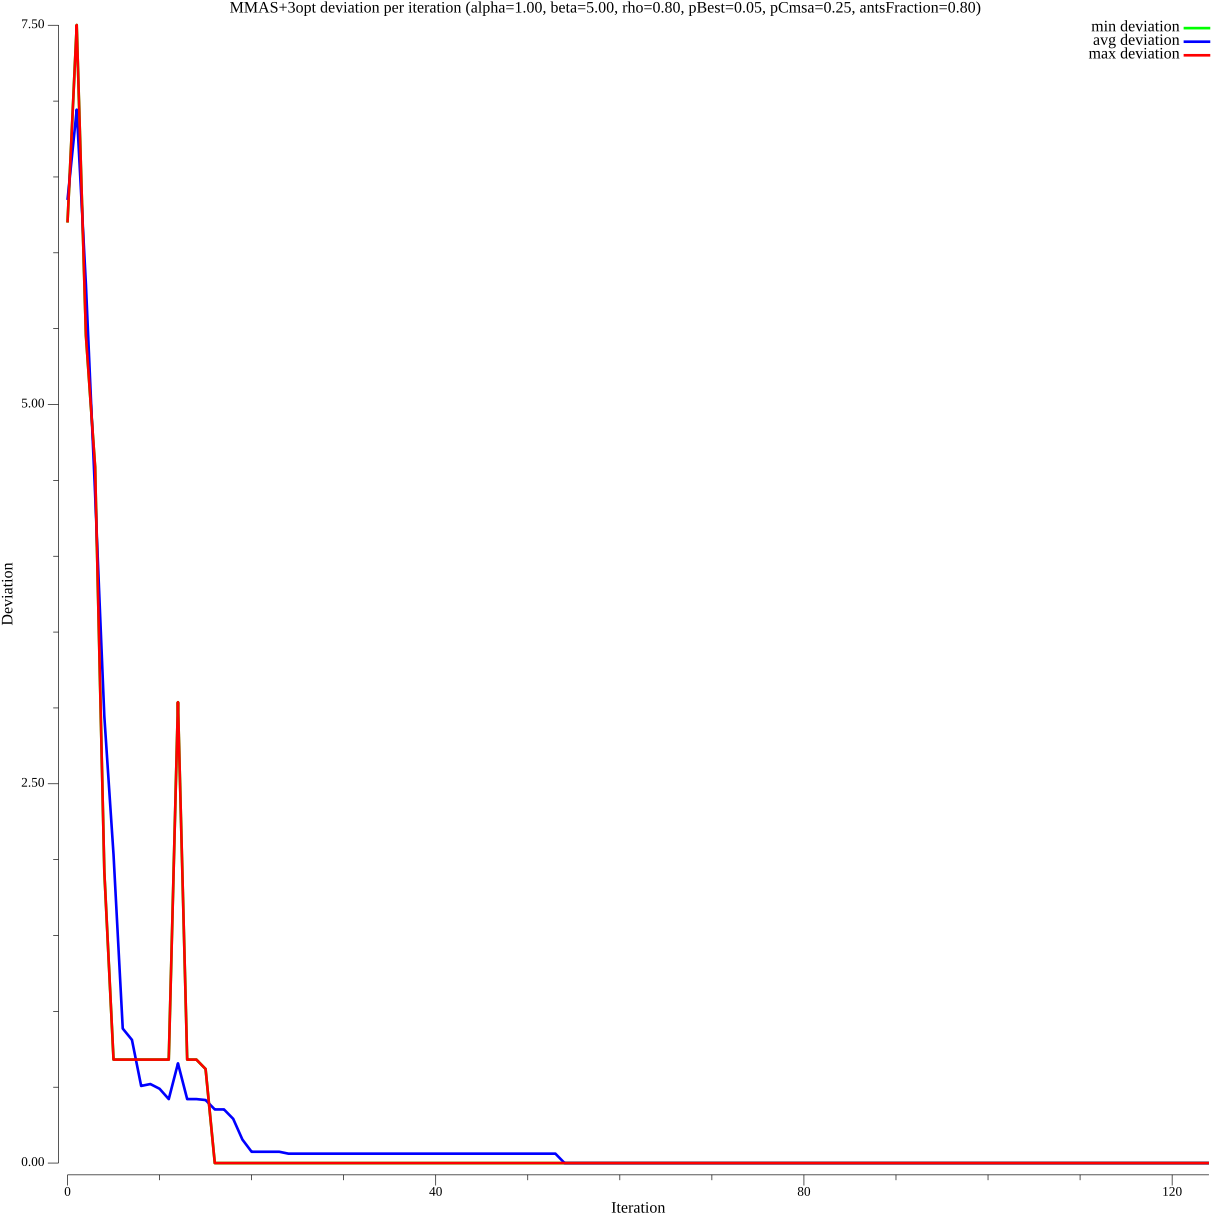 MMAS+3opt deviation per iteration (alpha=1.00, beta=5.00, rho=0.80, pBest=0.05, pCmsa=0.25, antsFraction=0.80)
7.50
min deviation
avg deviation
max deviation
5.00
Deviation
2.50
0.00
0 40 80 120
Iteration